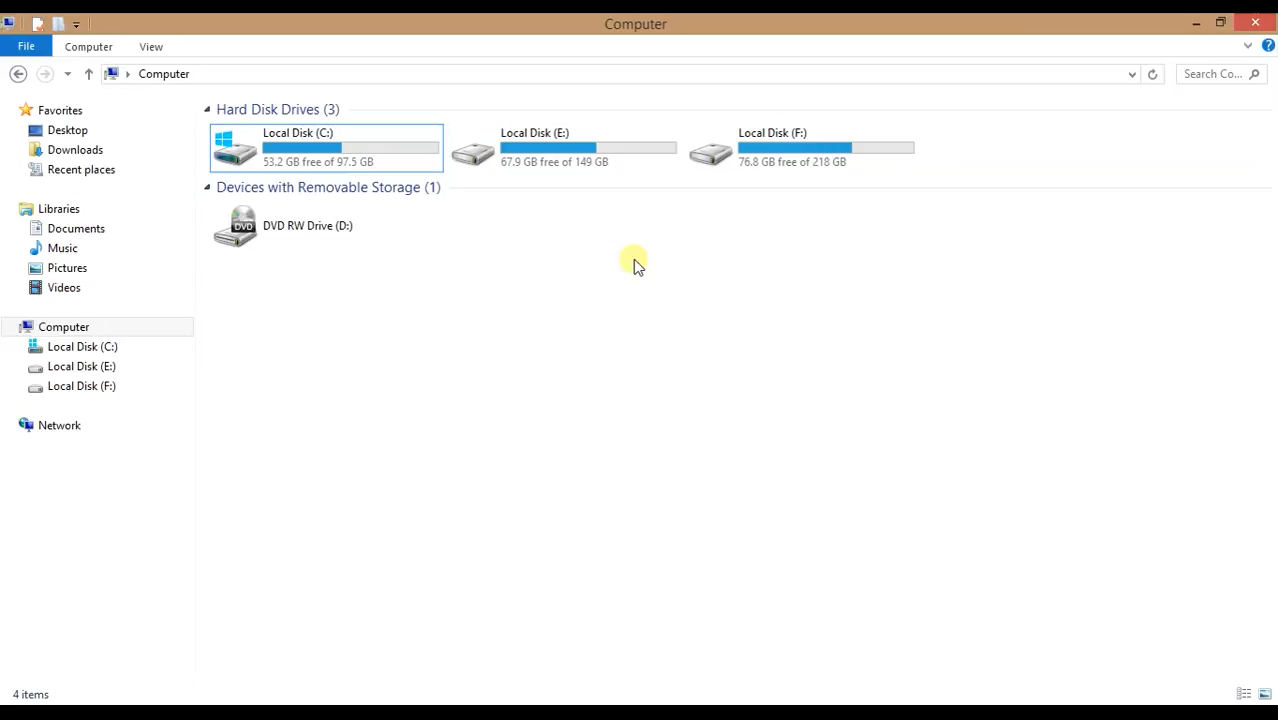 Computer
File Computer View
Computer Search Co...
Favorites
Desktop
Downloads
Recent places
Libraries
Documents
Music
Pictures
Videos
Computer
Local Disk (C:)
Local Disk (E:)
Local Disk (F:)
Network
Hard Disk Drives (3)
Local Disk (C:)
53.2 GB free of 97.5 GB
Local Disk (E:)
67.9 GB free of 149 GB
Local Disk (F:)
76.8 GB free of 218 GB
Devices with Removable Storage (1)
DVD
DVD RW Drive (D:)
4 items